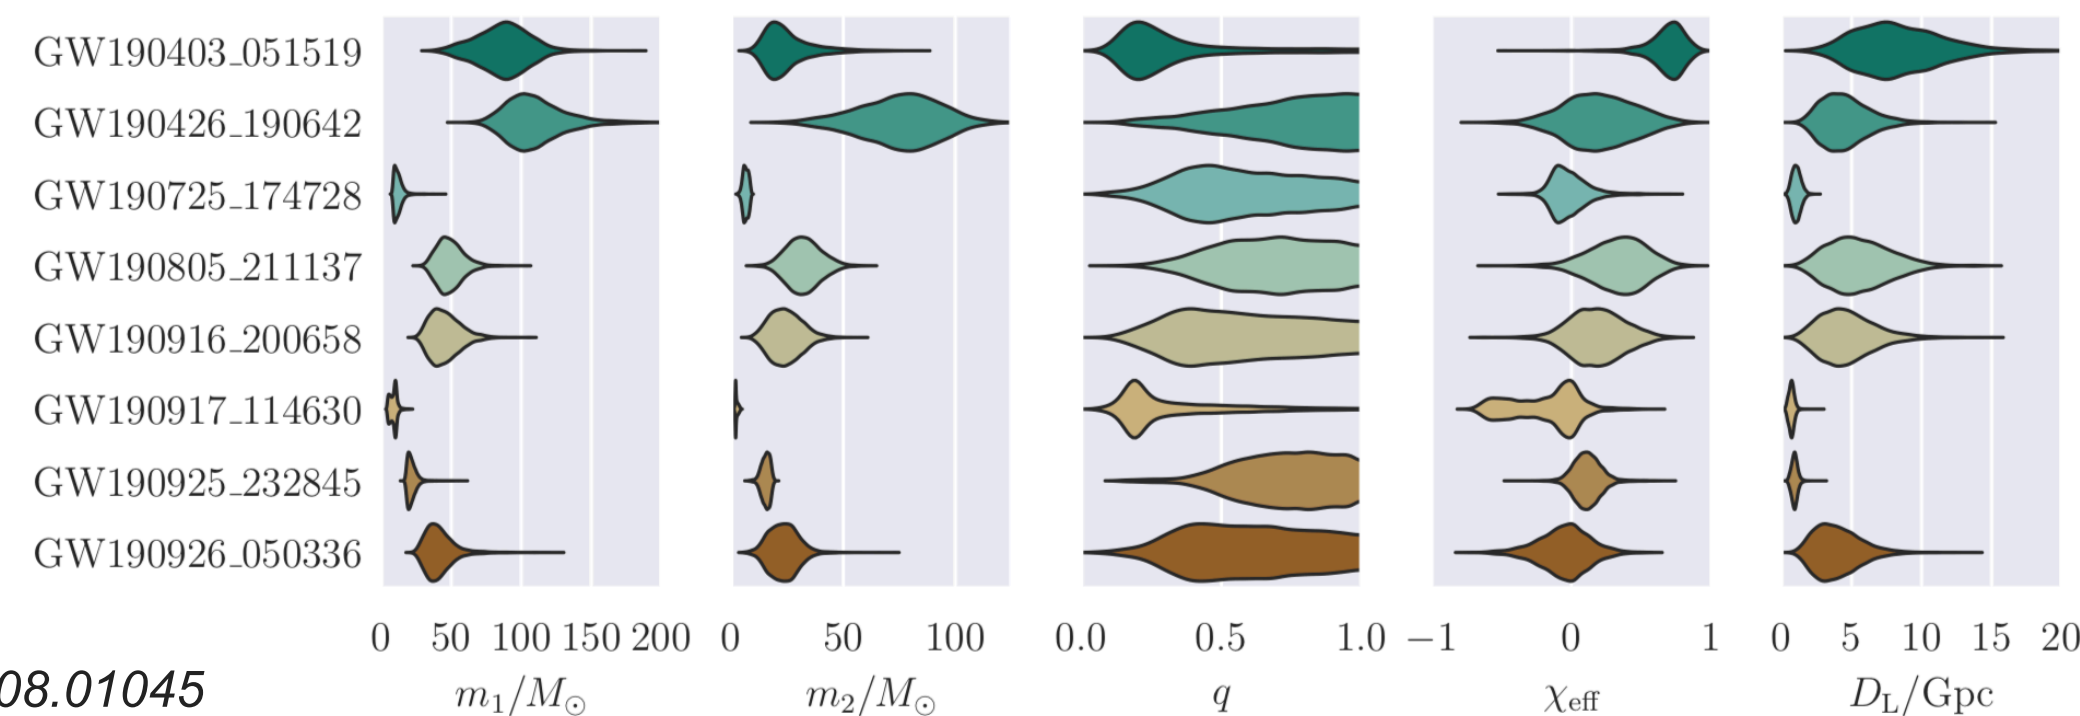 GW190403_051519
GW190426_190642
GW190725_174728
GW190805_211137
GW190916_200658
GW190917_114630
GW190925_232845
GW190926_050336
0 50 100 150 200 0 50 100 0.0 0.5 1.0 −1 0 1 0 5 10 15 20
08.01045
m₁/M⊙ m₂/M⊙ q χeff D_L/Gpc